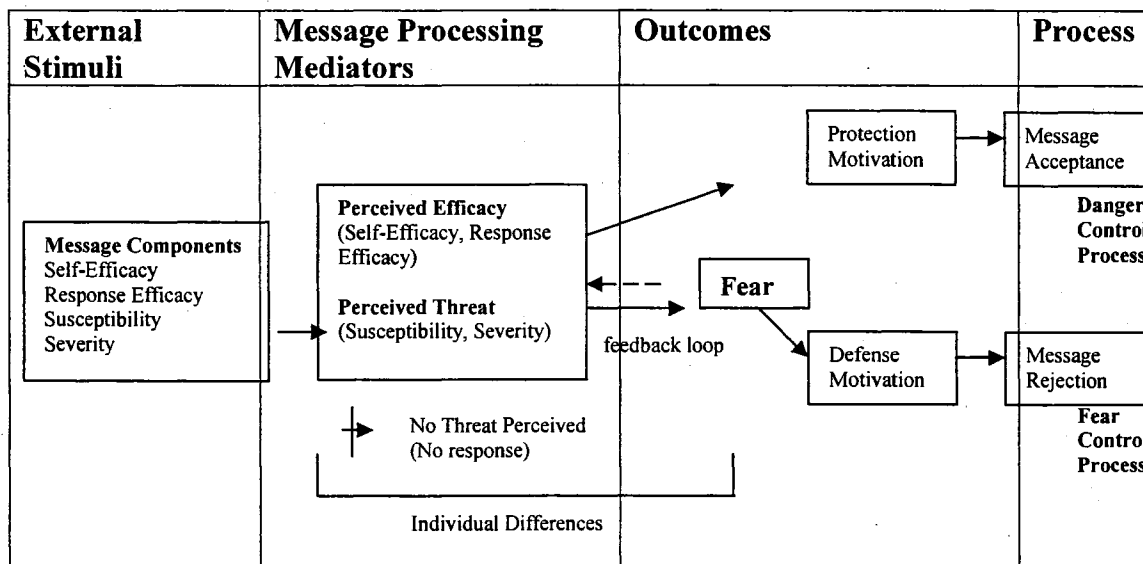 External
Stimuli
Message Processing
Mediators
Outcomes
Process
Message Components
Self-Efficacy
Response Efficacy
Susceptibility
Severity
Perceived Efficacy
(Self-Efficacy, Response
Efficacy)
Perceived Threat
(Susceptibility, Severity)
No Threat Perceived
(No response)
Individual Differences
feedback loop
Fear
Protection
Motivation
Defense
Motivation
Message
Acceptance
Danger
Control
Process
Message
Rejection
Fear
Contro
Process